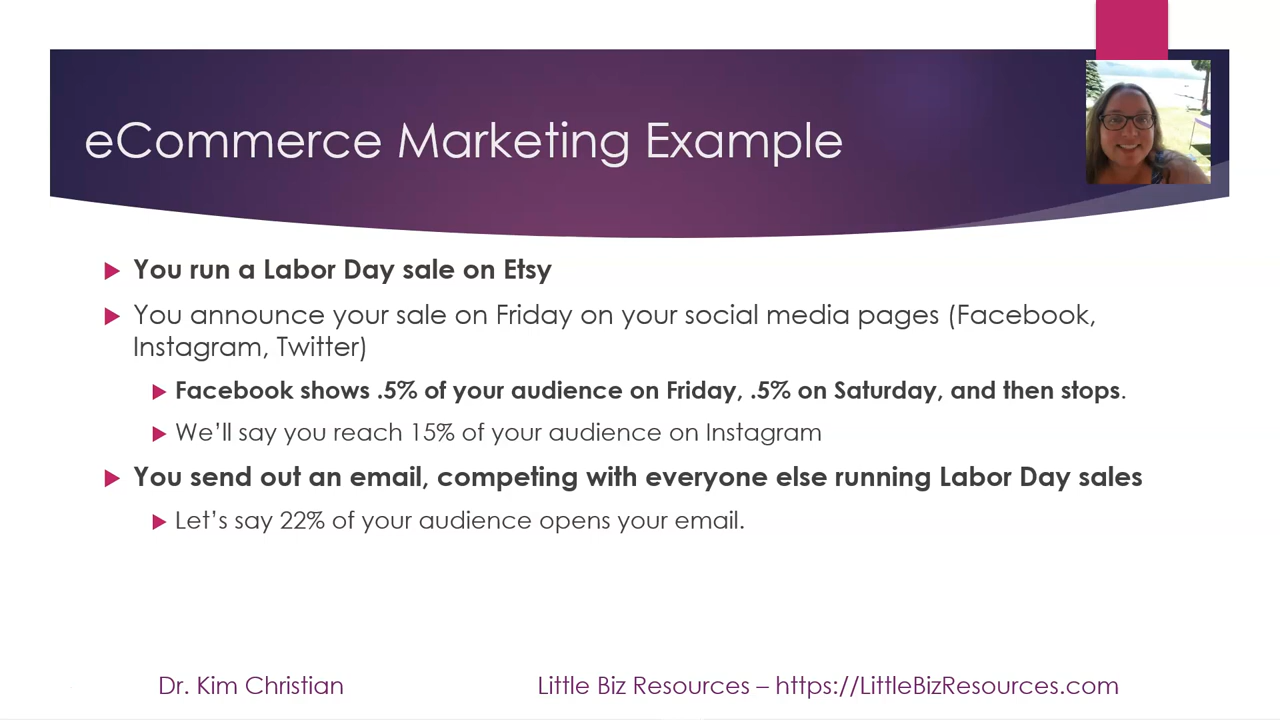 eCommerce Marketing Example
You run a Labor Day sale on Etsy
You announce your sale on Friday on your social media pages (Facebook,
Instagram, Twitter)
Facebook shows .5% of your audience on Friday, .5% on Saturday, and then stops.
We’ll say you reach 15% of your audience on Instagram
You send out an email, competing with everyone else running Labor Day sales
Let’s say 22% of your audience opens your email.
Dr. Kim Christian
Little Biz Resources – https://LittleBizResources.com